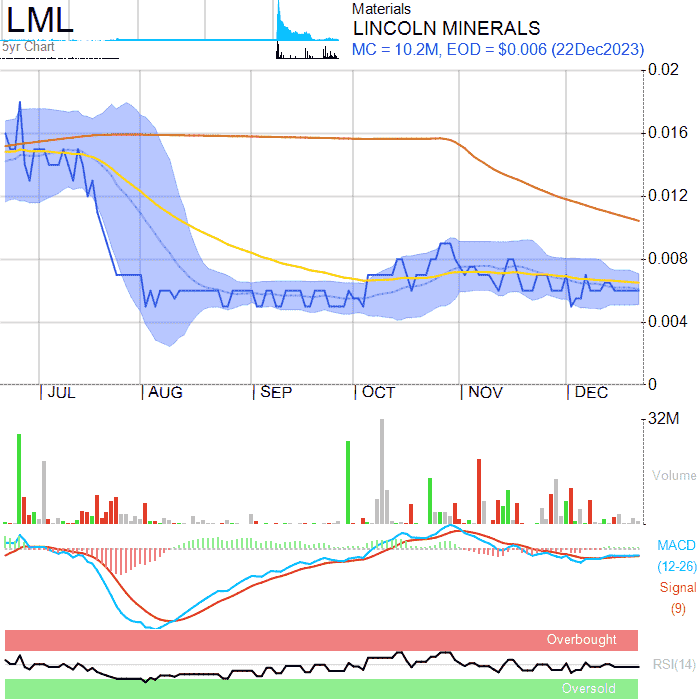 LML
5yr Chart
Materials
LINCOLN MINERALS
MC = 10.2M, EOD = $0.006 (22Dec2023)
0.02
0.016
0.012
0.008
0.004
0
JUL AUG SEP OCT NOV DEC
32M
Volume
MACD
(12-26)
Signal
(9)
Overbought
RSI(14)
Oversold